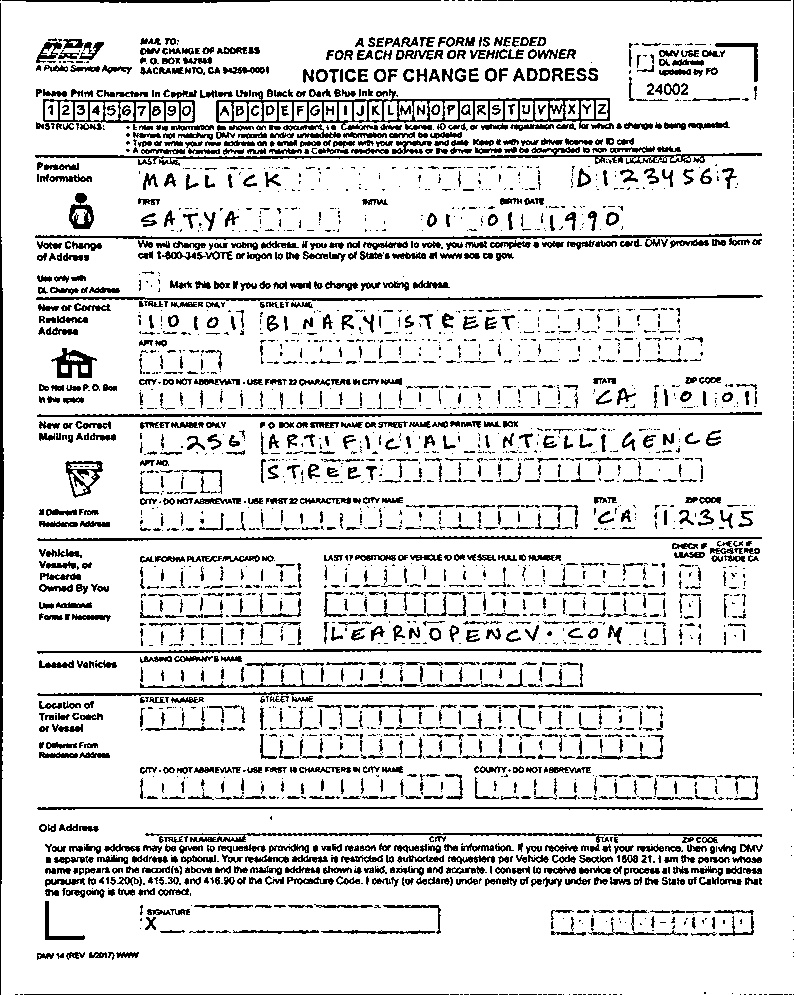 DMV
A Public Service Agency
MAIL TO:
DMV CHANGE OF ADDRESS
P. O. BOX 942859
SACRAMENTO, CA 94259-0001
A SEPARATE FORM IS NEEDED
FOR EACH DRIVER OR VEHICLE OWNER
NOTICE OF CHANGE OF ADDRESS
DMV USE ONLY
DL address
updated by FO
24002
Please Print Characters In Capital Letters Using Black or Dark Blue Ink only.
1 2 3 4 5 6 7 8 9 0 A B C D E F G H I J K L M N O P Q R S T U V W X Y Z
INSTRUCTIONS:
• Enter the information as shown on the document, i.e. California driver license, ID card, or vehicle registration card, for which a change is being requested.
• Names not matching DMV records and/or unreadable information cannot be updated.
• Type or write your new address on a small piece of paper with your signature and date. Keep it with your driver license or ID card
• A commercial licensed driver must maintain a California residence address or the driver license will be downgraded to non commercial status
Personal
Information
LAST NAME
DRIVER LICENSE/ID CARD NO.
MALLICK
D1234567
FIRST
INITIAL
BIRTH DATE
SATYA
01 01 1990
Voter Change
of Address
We will change your voting address. If you are not registered to vote, you must complete a voter registration card. DMV provides the form or
call 1-800-345-VOTE or logon to the Secretary of State's website at www.sos.ca.gov.
Use only with
DL Change of Address
Mark this box if you do not want to change your voting address.
New or Correct
Residence
Address
STREET NUMBER ONLY
STREET NAME
10101
BINARY STREET
APT NO
Do Not Use P. O. Box
in this space
CITY - DO NOT ABBREVIATE - USE FIRST 22 CHARACTERS IN CITY NAME
STATE
ZIP CODE
CA
10101
New or Correct
Mailing Address
STREET NUMBER ONLY
P O. BOX OR STREET NAME OR STREET NAME AND PRIVATE MAIL BOX
256
ARTIFICIAL INTELLIGENCE
APT NO.
STREET
If Different From
Residence Address
CITY - DO NOT ABBREVIATE - USE FIRST 22 CHARACTERS IN CITY NAME
STATE
ZIP CODE
CA
12345
Vehicles,
Vessels, or
Placards
Owned By You
Use Additional
Forms If Necessary
CALIFORNIA PLATE/CF/PLACARD NO.
LAST 17 POSITIONS OF VEHICLE ID OR VESSEL HULL ID NUMBER
CHECK IF
LEASED
CHECK IF
REGISTERED
OUTSIDE CA
LEARNOPENCV.COM
Leased Vehicles
LEASING COMPANY'S NAME
Location of
Trailer Coach
or Vessel
If Different From
Residence Address
STREET NUMBER
STREET NAME
CITY - DO NOT ABBREVIATE - USE FIRST 18 CHARACTERS IN CITY NAME
COUNTY - DO NOT ABBREVIATE
Old Address
STREET NUMBER/NAME
CITY
STATE
ZIP CODE
Your mailing address may be given to requesters providing a valid reason for requesting the information. If you receive mail at your residence, then giving DMV
a separate mailing address is optional. Your residence address is restricted to authorized requesters per Vehicle Code Section 1808 21. I am the person whose
name appears on the record(s) above and the mailing address shown is valid, existing and accurate. I consent to receive service of process at this mailing address
pursuant to 415.20(b), 415.30, and 416.90 of the Civil Procedure Code. I certify (or declare) under penalty of perjury under the laws of the State of California that
the foregoing is true and correct.
SIGNATURE
X
DMV 14 (REV. 8/2017) WWW